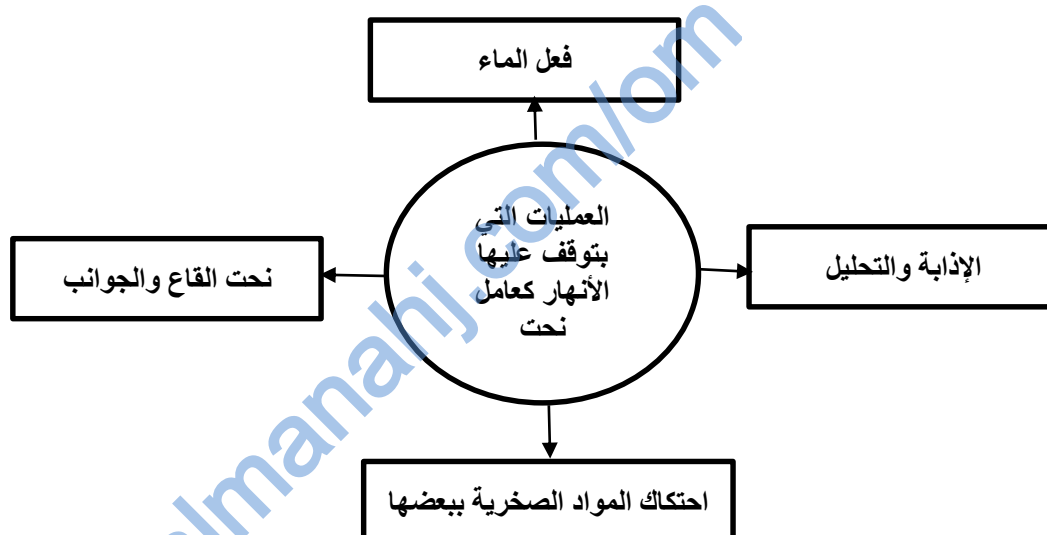 فعل الماء
العمليات التي
بتوقف عليها
الأنهار كعامل
نحت
الإذابة والتحليل
نحت القاع والجوانب
احتكاك المواد الصخرية ببعضها
almanahj.com/om